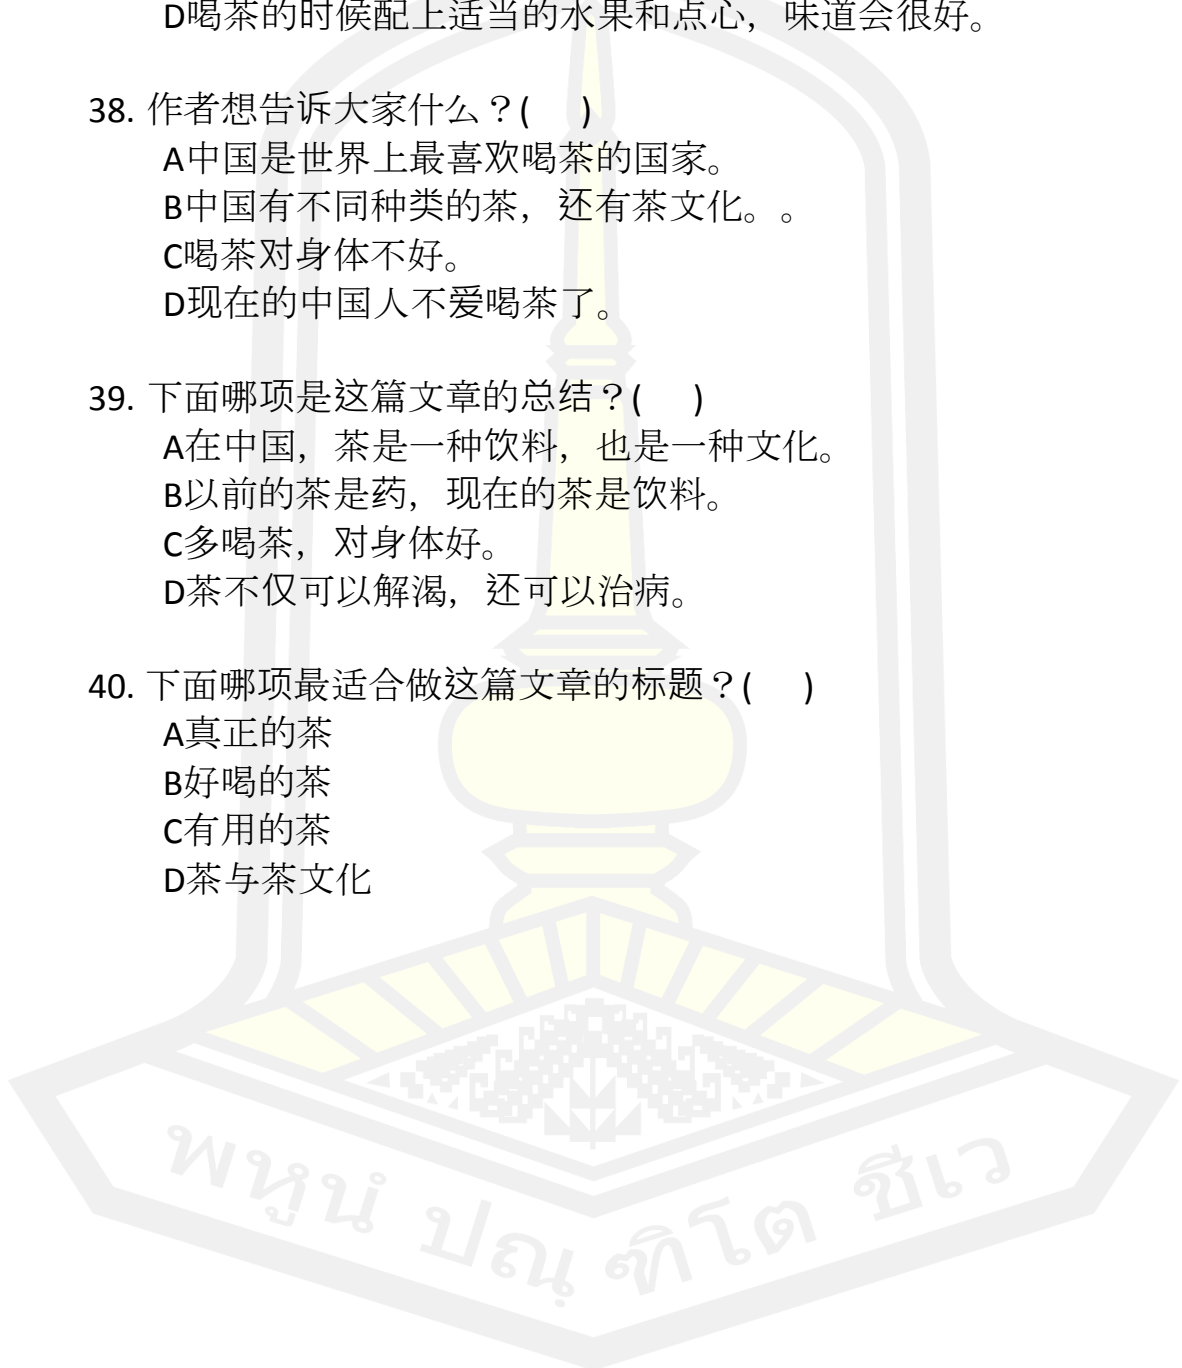 D喝茶的时候配上适当的水果和点心，味道会很好。
38. 作者想告诉大家什么？( )
A中国是世界上最喜欢喝茶的国家。
B中国有不同种类的茶，还有茶文化。。
C喝茶对身体不好。
D现在的中国人不爱喝茶了。
39. 下面哪项是这篇文章的总结？( )
A在中国，茶是一种饮料，也是一种文化。
B以前的茶是药，现在的茶是饮料。
C多喝茶，对身体好。
D茶不仅可以解渴，还可以治病。
40. 下面哪项最适合做这篇文章的标题？( )
A真正的茶
B好喝的茶
C有用的茶
D茶与茶文化
พหูนํ ปณฺฑิโต ชีเว